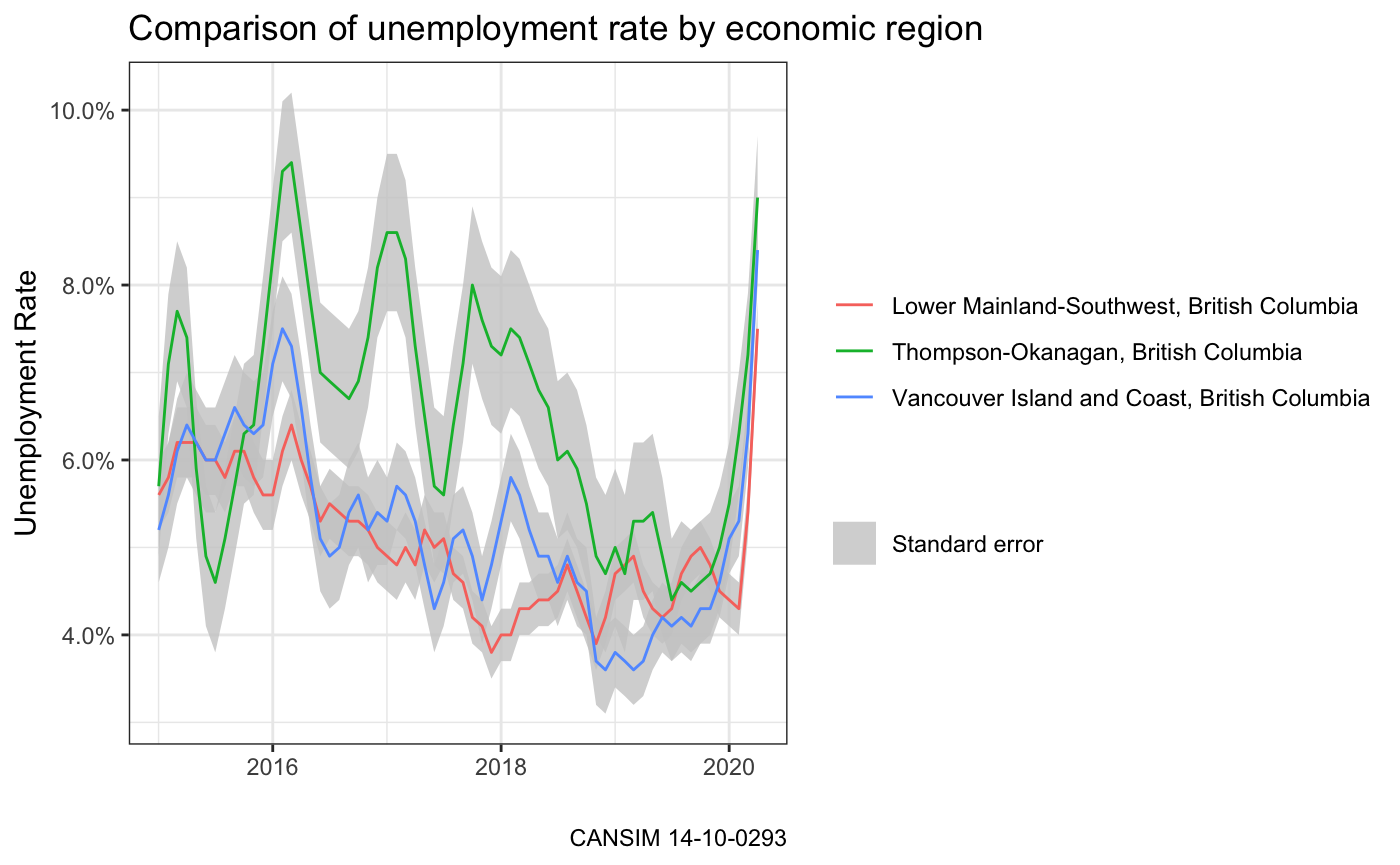 Comparison of unemployment rate by economic region
Unemployment Rate
10.0%
8.0%
6.0%
4.0%
2016
2018
2020
Lower Mainland-Southwest, British Columbia
Thompson-Okanagan, British Columbia
Vancouver Island and Coast, British Columbia
Standard error
CANSIM 14-10-0293